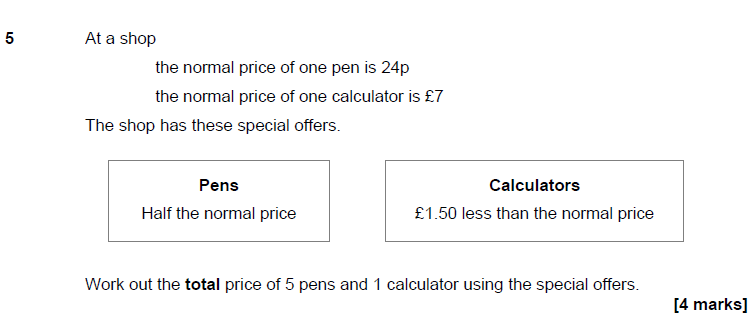 5 At a shop
the normal price of one pen is 24p
the normal price of one calculator is £7
The shop has these special offers.
Pens
Half the normal price
Calculators
£1.50 less than the normal price
Work out the total price of 5 pens and 1 calculator using the special offers.
[4 marks]